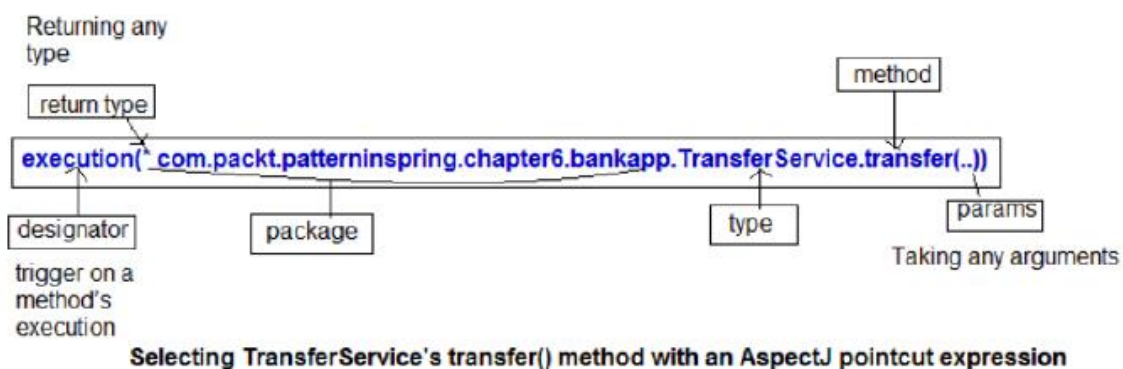 Returning any
type
return type
method
execution(* com.packt.patterninspring.chapter6.bankapp.TransferService.transfer(..))
designator
package
type
params
trigger on a
method's
execution
Taking any arguments
Selecting TransferService's transfer() method with an AspectJ pointcut expression